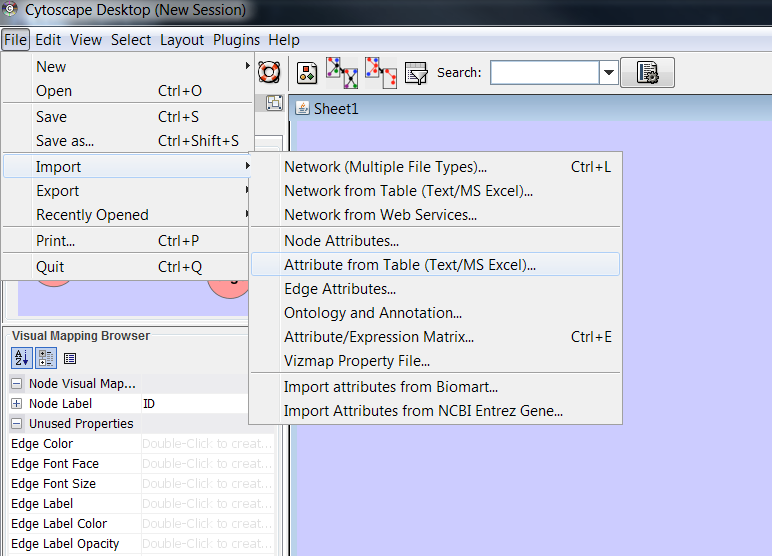 Cytoscape Desktop (New Session)
File Edit View Select Layout Plugins Help
New
Open Ctrl+O
Save Ctrl+S
Save as... Ctrl+Shift+S
Import
Export
Recently Opened
Print... Ctrl+P
Quit Ctrl+Q
Search:
Sheet1
Network (Multiple File Types)... Ctrl+L
Network from Table (Text/MS Excel)...
Network from Web Services...
Node Attributes...
Attribute from Table (Text/MS Excel)...
Edge Attributes...
Ontology and Annotation...
Attribute/Expression Matrix... Ctrl+E
Vizmap Property File...
Import attributes from Biomart...
Import Attributes from NCBI Entrez Gene...
Visual Mapping Browser
Node Visual Map...
Node Label ID
Unused Properties
Edge Color Double-Click to creat...
Edge Font Face Double-Click to creat...
Edge Font Size Double-Click to creat...
Edge Label Double-Click to creat...
Edge Label Color Double-Click to creat...
Edge Label Opacity Double-Click to creat...